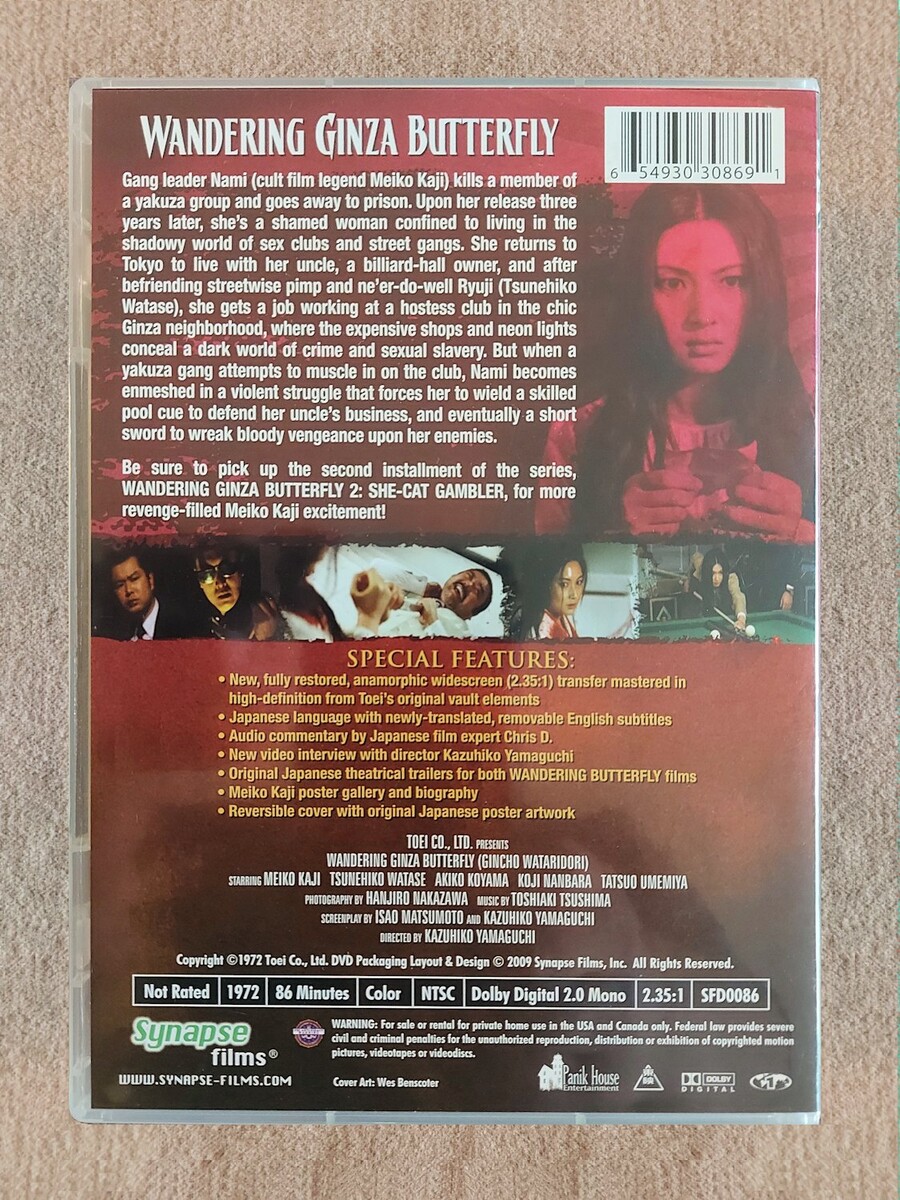 WANDERING GINZA BUTTERFLY
6 54930 30869 1
Gang leader Nami (cult film legend Meiko Kaji) kills a member of
a yakuza group and goes away to prison. Upon her release three
years later, she's a shamed woman confined to living in the
shadowy world of sex clubs and street gangs. She returns to
Tokyo to live with her uncle, a billiard-hall owner, and after
befriending streetwise pimp and ne'er-do-well Ryuji (Tsunehiko
Watase), she gets a job working at a hostess club in the chic
Ginza neighborhood, where the expensive shops and neon lights
conceal a dark world of crime and sexual slavery. But when a
yakuza gang attempts to muscle in on the club, Nami becomes
enmeshed in a violent struggle that forces her to wield a skilled
pool cue to defend her uncle's business, and eventually a short
sword to wreak bloody vengeance upon her enemies.
Be sure to pick up the second installment of the series,
WANDERING GINZA BUTTERFLY 2: SHE-CAT GAMBLER, for more
revenge-filled Meiko Kaji excitement!
SPECIAL FEATURES:
• New, fully restored, anamorphic widescreen (2.35:1) transfer mastered in
high-definition from Toei's original vault elements
• Japanese language with newly-translated, removable English subtitles
• Audio commentary by Japanese film expert Chris D.
• New video interview with director Kazuhiko Yamaguchi
• Original Japanese theatrical trailers for both WANDERING BUTTERFLY films
• Meiko Kaji poster gallery and biography
• Reversible cover with original Japanese poster artwork
TOEI CO., LTD. PRESENTS
WANDERING GINZA BUTTERFLY (GINCHO WATARIDORI)
STARRING MEIKO KAJI TSUNEHIKO WATASE AKIKO KOYAMA KOJI NANBARA TATSUO UMEMIYA
PHOTOGRAPHY BY HANJIRO NAKAZAWA MUSIC BY TOSHIAKI TSUSHIMA
SCREENPLAY BY ISAO MATSUMOTO AND KAZUHIKO YAMAGUCHI
DIRECTED BY KAZUHIKO YAMAGUCHI
Copyright ©1972 Toei Co., Ltd. DVD Packaging Layout & Design © 2009 Synapse Films, Inc. All Rights Reserved.
Not Rated 1972 86 Minutes Color NTSC Dolby Digital 2.0 Mono 2.35:1 SFD0086
Synapse
films®
WWW.SYNAPSE-FILMS.COM
WARNING: For sale or rental for private home use in the USA and Canada only. Federal law provides severe
civil and criminal penalties for the unauthorized reproduction, distribution or exhibition of copyrighted motion
pictures, videotapes or videodiscs.
Cover Art: Wes Benscoter
Panik House
Entertainment
DOLBY
DIGITAL